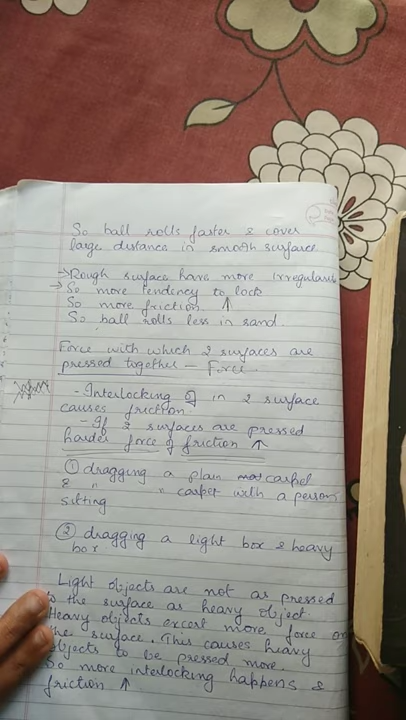 So ball rolls faster & cover
large distance in smooth surface
→ Rough surface have more irregularis
→ So more tendency to lock
So more friction ↑
So ball rolls less in sand.
Force with which 2 surfaces are
pressed together - Force.
- Interlocking of in 2 surface
causes friction.
- If 2 surfaces are pressed
harder force of friction ↑
① dragging a plain carpet
& " " carpet with a person
sitting
② dragging a light box & heavy
box
Light objects are not as pressed
to the surface as heavy object
Heavy objects excert more force on
the surface. This causes heavy
objects to be pressed more.
So more interlocking happens &
friction ↑.